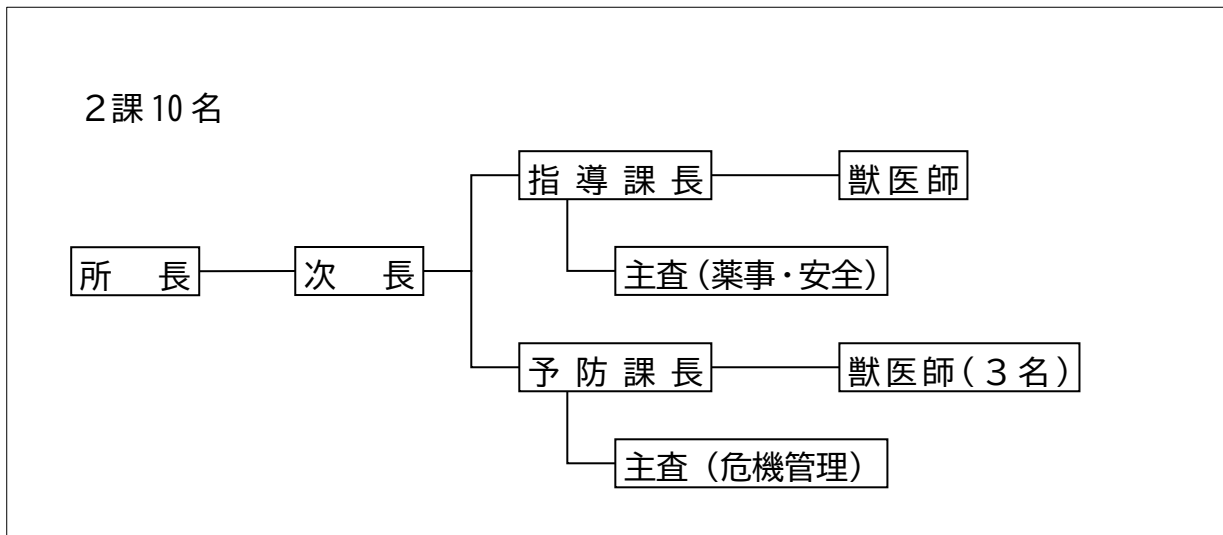 ２課10名
指導課長
獣医師
所　長
次　長
主査（薬事・安全）
予防課長
獣医師（３名）
主査（危機管理）